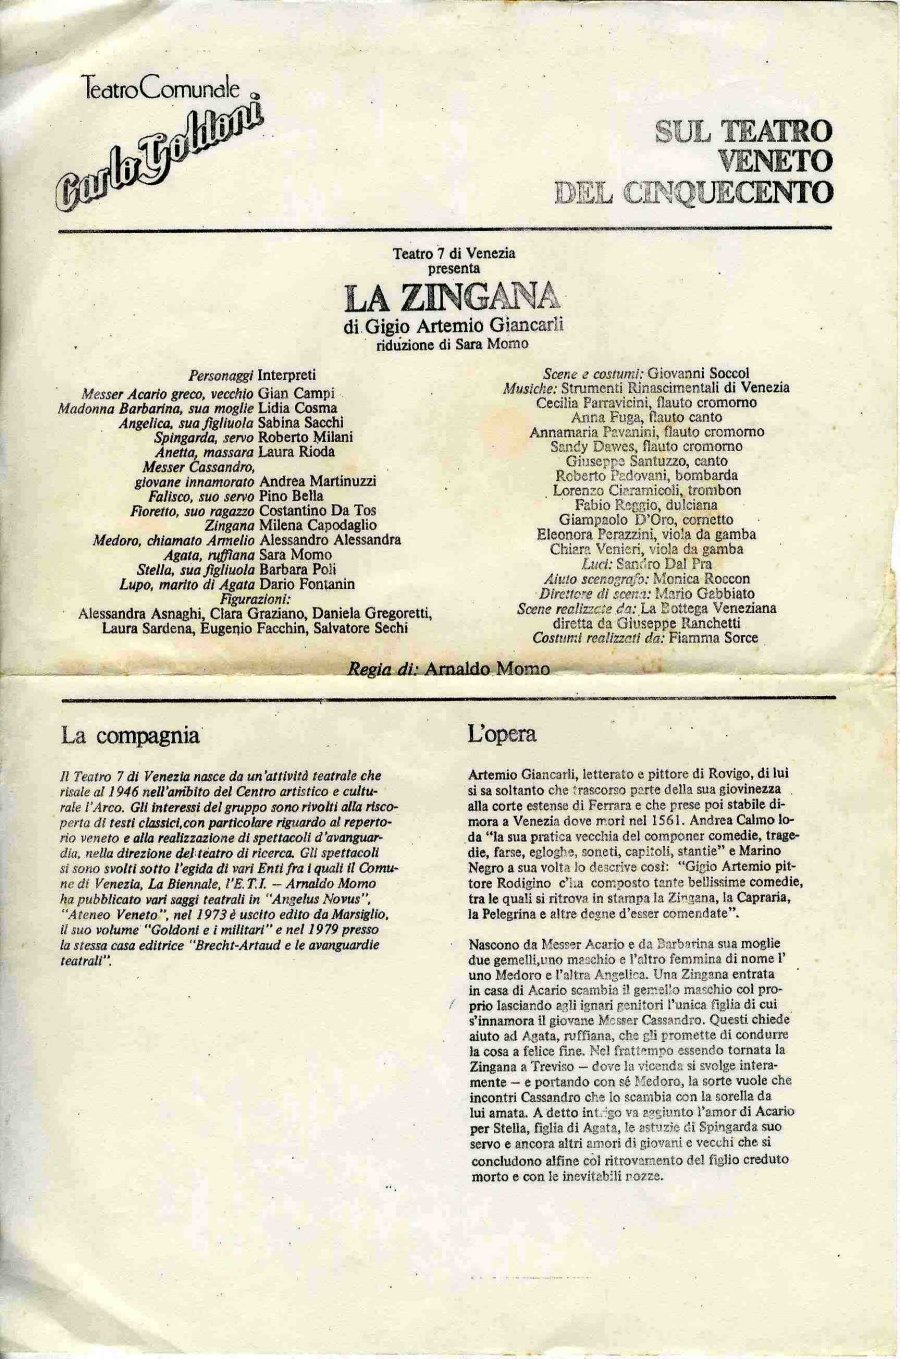 Teatro Comunale
Carlo Goldoni
SUL TEATRO
VENETO
DEL CINQUECENTO
Teatro 7 di Venezia
presenta
LA ZINGANA
di Gigio Artemio Giancarli
riduzione di Sara Momo
Personaggi Interpreti
Messer Acario greco, vecchio Gian Campi
Madonna Barbarina, sua moglie Lidia Cosma
Angelica, sua figliuola Sabina Sacchi
Spingarda, servo Roberto Milani
Anetta, massara Laura Rioda
Messer Cassandro,
giovane innamorato Andrea Martinuzzi
Falisco, suo servo Pino Bella
Fioretto, suo ragazzo Costantino Da Tos
Zingana Milena Capodaglio
Medoro, chiamato Armelio Alessandro Alessandra
Agata, ruffiana Sara Momo
Stella, sua figliuola Barbara Poli
Lupo, marito di Agata Dario Fontanin
Figurazioni:
Alessandra Asnaghi, Clara Graziano, Daniela Gregoretti,
Laura Sardena, Eugenio Facchin, Salvatore Sechi
Scene e costumi: Giovanni Soccol
Musiche: Strumenti Rinascimentali di Venezia
Cecilia Parravicini, flauto cromorno
Anna Fuga, flauto canto
Annamaria Pavanini, flauto cromorno
Sandy Dawes, flauto cromorno
Giuseppe Santuzzo, canto
Roberto Padovani, bombarda
Lorenzo Ciaramicoli, trombon
Fabio Reggio, dulciana
Giampaolo D'Oro, cornetto
Eleonora Perazzini, viola da gamba
Chiara Venieri, viola da gamba
Luci: Sandro Dal Pra
Aiuto scenografo: Monica Roccon
Direttore di scena: Mario Gabbiato
Scene realizzate da: La Bottega Veneziana
diretta da Giuseppe Ranchetti
Costumi realizzati da: Fiamma Sorce
Regia di: Arnaldo Momo
La compagnia
Il Teatro 7 di Venezia nasce da un'attività teatrale che
risale al 1946 nell'ambito del Centro artistico e cultu-
rale l'Arco. Gli interessi del gruppo sono rivolti alla risco-
perta di testi classici,con particolare riguardo al reperto-
rio veneto e alla realizzazione di spettacoli d'avanguar-
dia, nella direzione del teatro di ricerca. Gli spettacoli
si sono svolti sotto l'egida di vari Enti fra i quali il Comu-
ne di Venezia, La Biennale, l'E.T.I. – Arnaldo Momo
ha pubblicato vari saggi teatrali in "Angelus Novus",
"Ateneo Veneto", nel 1973 è uscito edito da Marsiglio,
il suo volume "Goldoni e i militari" e nel 1979 presso
la stessa casa editrice "Brecht-Artaud e le avanguardie
teatrali".
L'opera
Artemio Giancarli, letterato e pittore di Rovigo, di lui
si sa soltanto che trascorso parte della sua giovinezza
alla corte estense di Ferrara e che prese poi stabile di-
mora a Venezia dove morì nel 1561. Andrea Calmo lo-
da "la sua pratica vecchia del componer comedie, trage-
die, farse, egloghe, soneti, capitoli, stantie" e Marino
Negro a sua volta lo descrive così: "Gigio Artemio pit-
tore Rodigino c'ha composto tante bellissime comedie,
tra le quali si ritrova in stampa la Zingana, la Capraria,
la Pelegrina e altre degne d'esser comendate".
Nascono da Messer Acario e da Barbarina sua moglie
due gemelli,uno maschio e l'altro femmina di nome l'
uno Medoro e l'altra Angelica. Una Zingana entrata
in casa di Acario scambia il gemello maschio col pro-
prio lasciando agli ignari genitori l'unica figlia di cui
s'innamora il giovane Messer Cassandro. Questi chiede
aiuto ad Agata, ruffiana, che gli promette di condurre
la cosa a felice fine. Nel frattempo essendo tornata la
Zingana a Treviso – dove la vicenda si svolge intera-
mente – e portando con sé Medoro, la sorte vuole che
incontri Cassandro che lo scambia con la sorella da
lui amata. A detto intrigo va aggiunto l'amor di Acario
per Stella, figlia di Agata, le astuzie di Spingarda suo
servo e ancora altri amori di giovani e vecchi che si
concludono alfine col ritrovamento del figlio creduto
morto e con le inevitabili nozze.